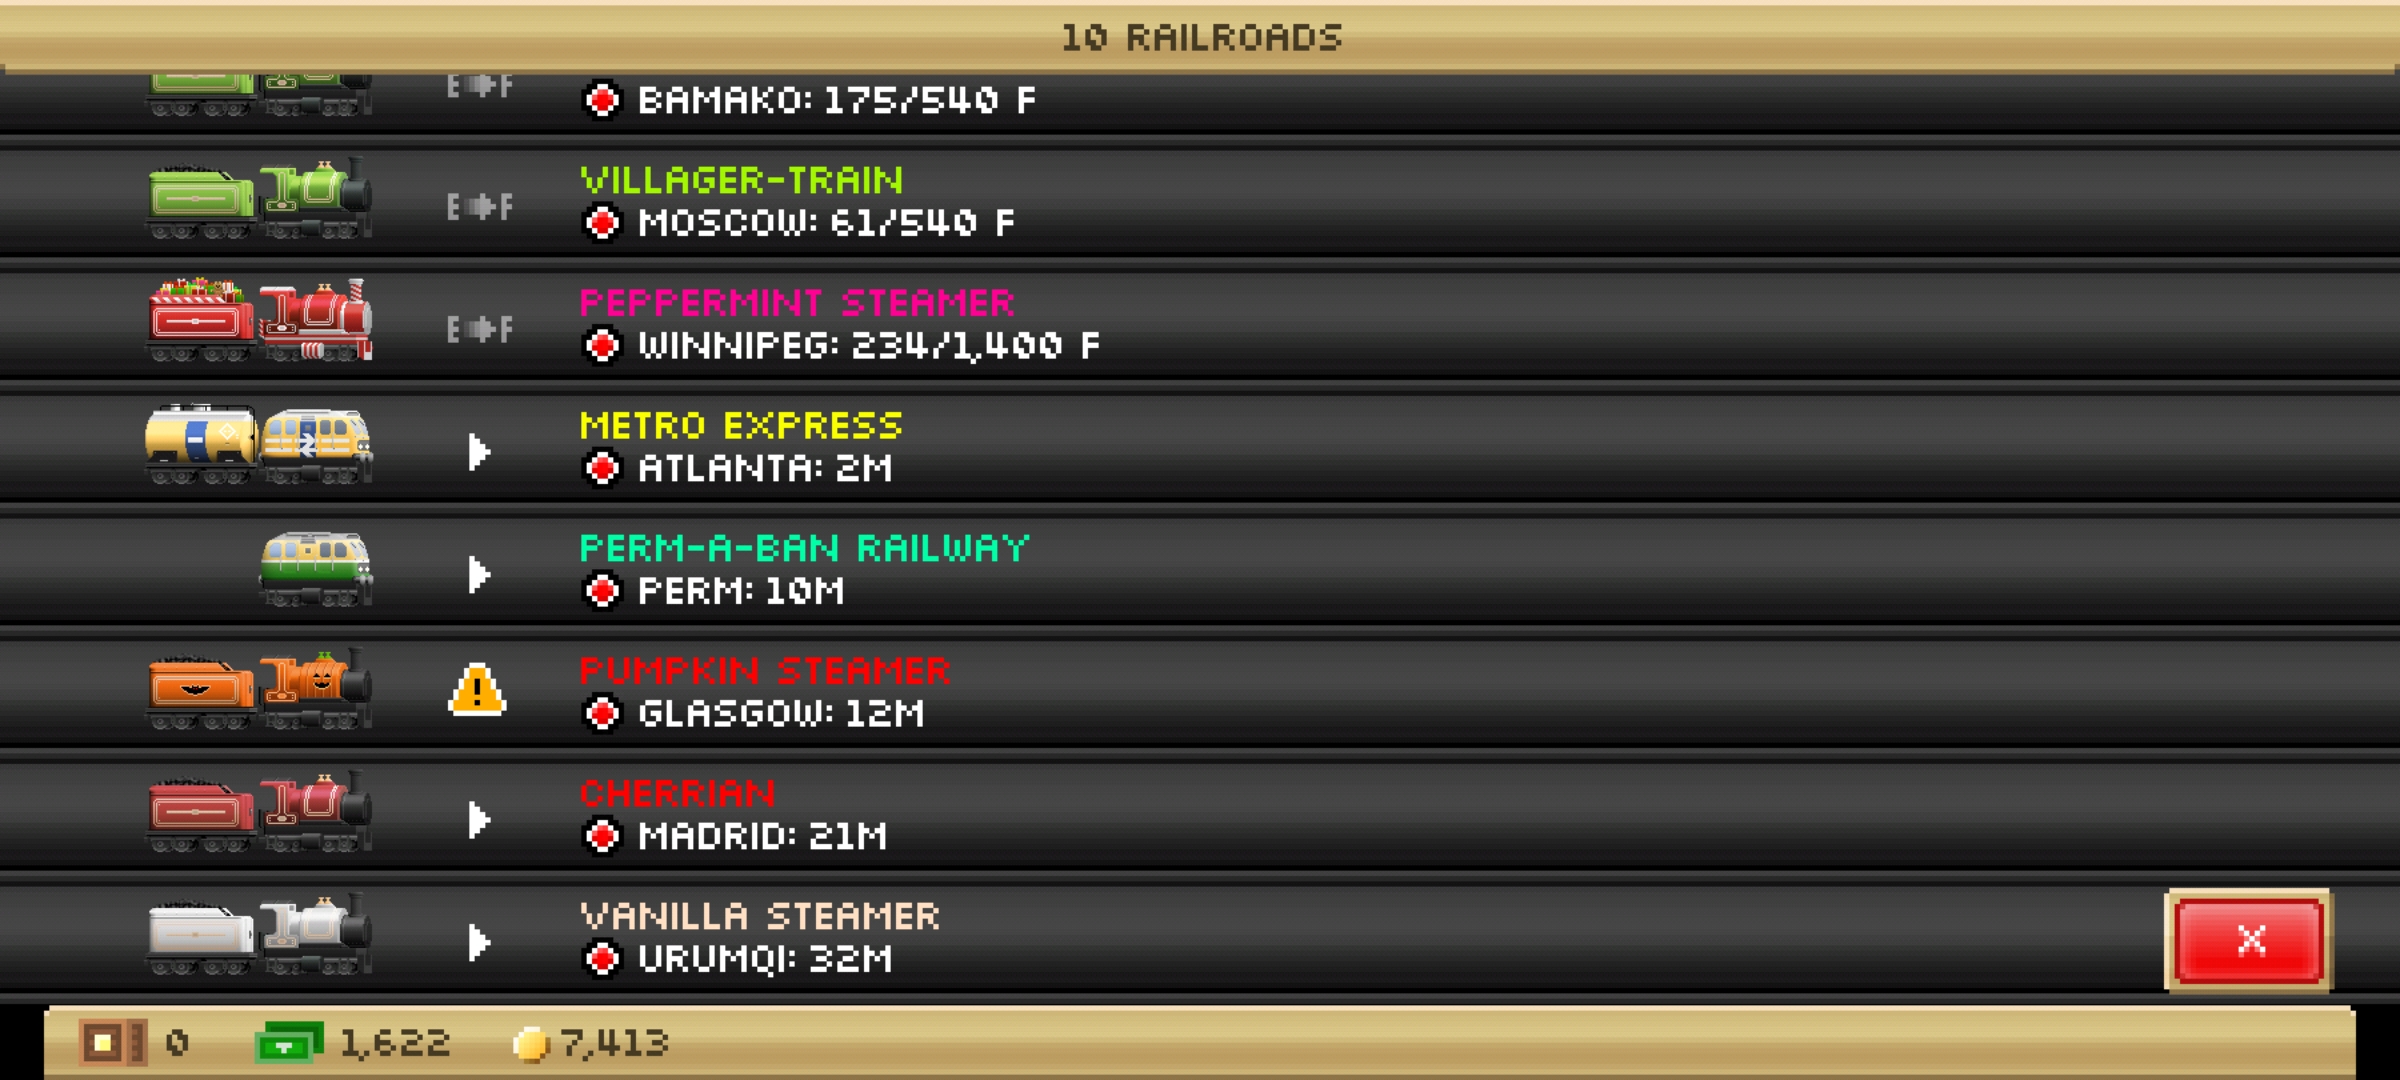 10 RAILROADS
E F
BAMAKO: 175/540 F
VILLAGER-TRAIN
E F
MOSCOW: 61/540 F
PEPPERMINT STEAMER
E F
WINNIPEG: 234/1,400 F
METRO EXPRESS
ATLANTA: 2M
PERM-A-BAN RAILWAY
PERM: 10M
PUMPKIN STEAMER
!
GLASGOW: 12M
CHERRIAN
MADRID: 21M
VANILLA STEAMER
URUMQI: 32M
X
0 1,622 7,413